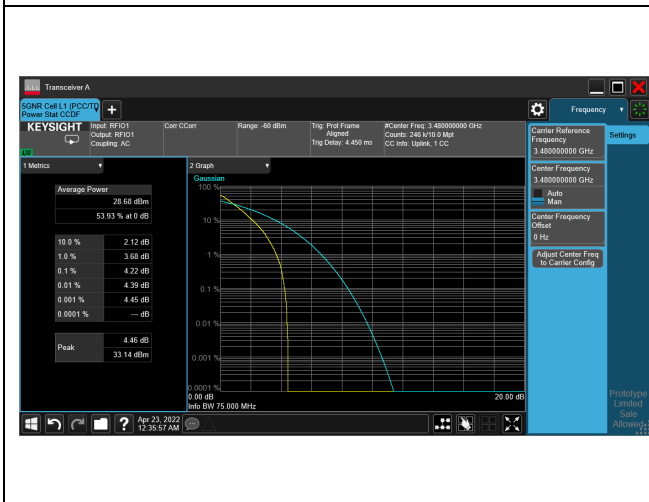 Transceiver A
5GNR Cell L1 (PCC/TD
Power Stat CCDF
Frequency
KEYSIGHT
Input: RFIO1
Output: RFIO1
Coupling: AC
Corr CCorr
Range: -60 dBm
Trig: Prot Frame
Aligned
Trig Delay: 4.450 ms
#Center Freq: 3.480000000 GHz
Counts: 246 k/10.0 Mpt
CC Info: Uplink, 1 CC
Carrier Reference
Frequency
3.480000000 GHz
Settings
1 Metrics
2 Graph
Center Frequency
3.480000000 GHz
Auto
Man
Center Frequency
Offset
0 Hz
Adjust Center Freq
to Carrier Config
Average Power
28.68 dBm
53.93 % at 0 dB
10.0 % 2.12 dB
1.0 % 3.68 dB
0.1 % 4.22 dB
0.01 % 4.39 dB
0.001 % 4.45 dB
0.0001 % --- dB
Peak
4.46 dB
33.14 dBm
Gaussian
100 %
10 %
1 %
0.1 %
0.01 %
0.001 %
0.0001 %
0.00 dB 20.00 dB
Info BW 75.000 MHz
Prototype
Limited
Sale
Allowed
?
Apr 23, 2022
12:35:57 AM